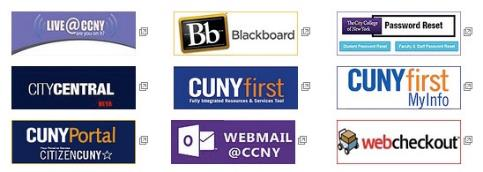 LIVE@CCNY
are you on it?
Bb Blackboard
The City College
of New York
Password Reset
Student Password Reset
Faculty & Staff Password Reset
CITYCENTRAL
BETA
CUNYfirst
Fully Integrated Resources & Services Tool
CUNYfirst
MyInfo
CUNYPortal
CITIZENCUNY☆
O
WEBMAIL
@CCNY
webcheckout